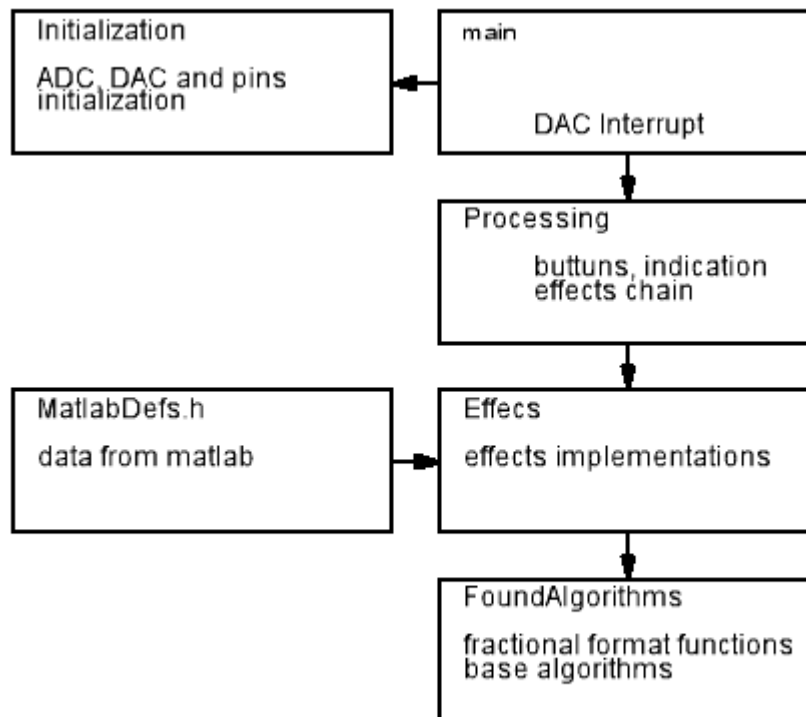 Initialization
ADC, DAC and pins
initialization
main
DAC Interrupt
Processing
buttuns, indication
effects chain
MatlabDefs.h
data from matlab
Effecs
effects implementations
FoundAlgorithms
fractional format functions
base algorithms